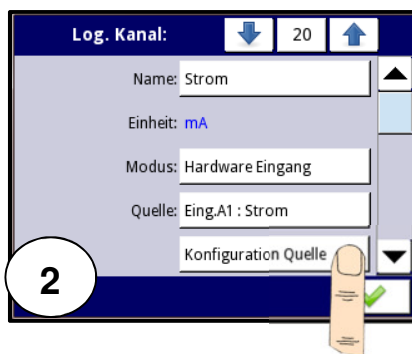 Log. Kanal: 20
Name: Strom
Einheit: mA
Modus: Hardware Eingang
Quelle: Eing.A1 : Strom
Konfiguration Quelle
2